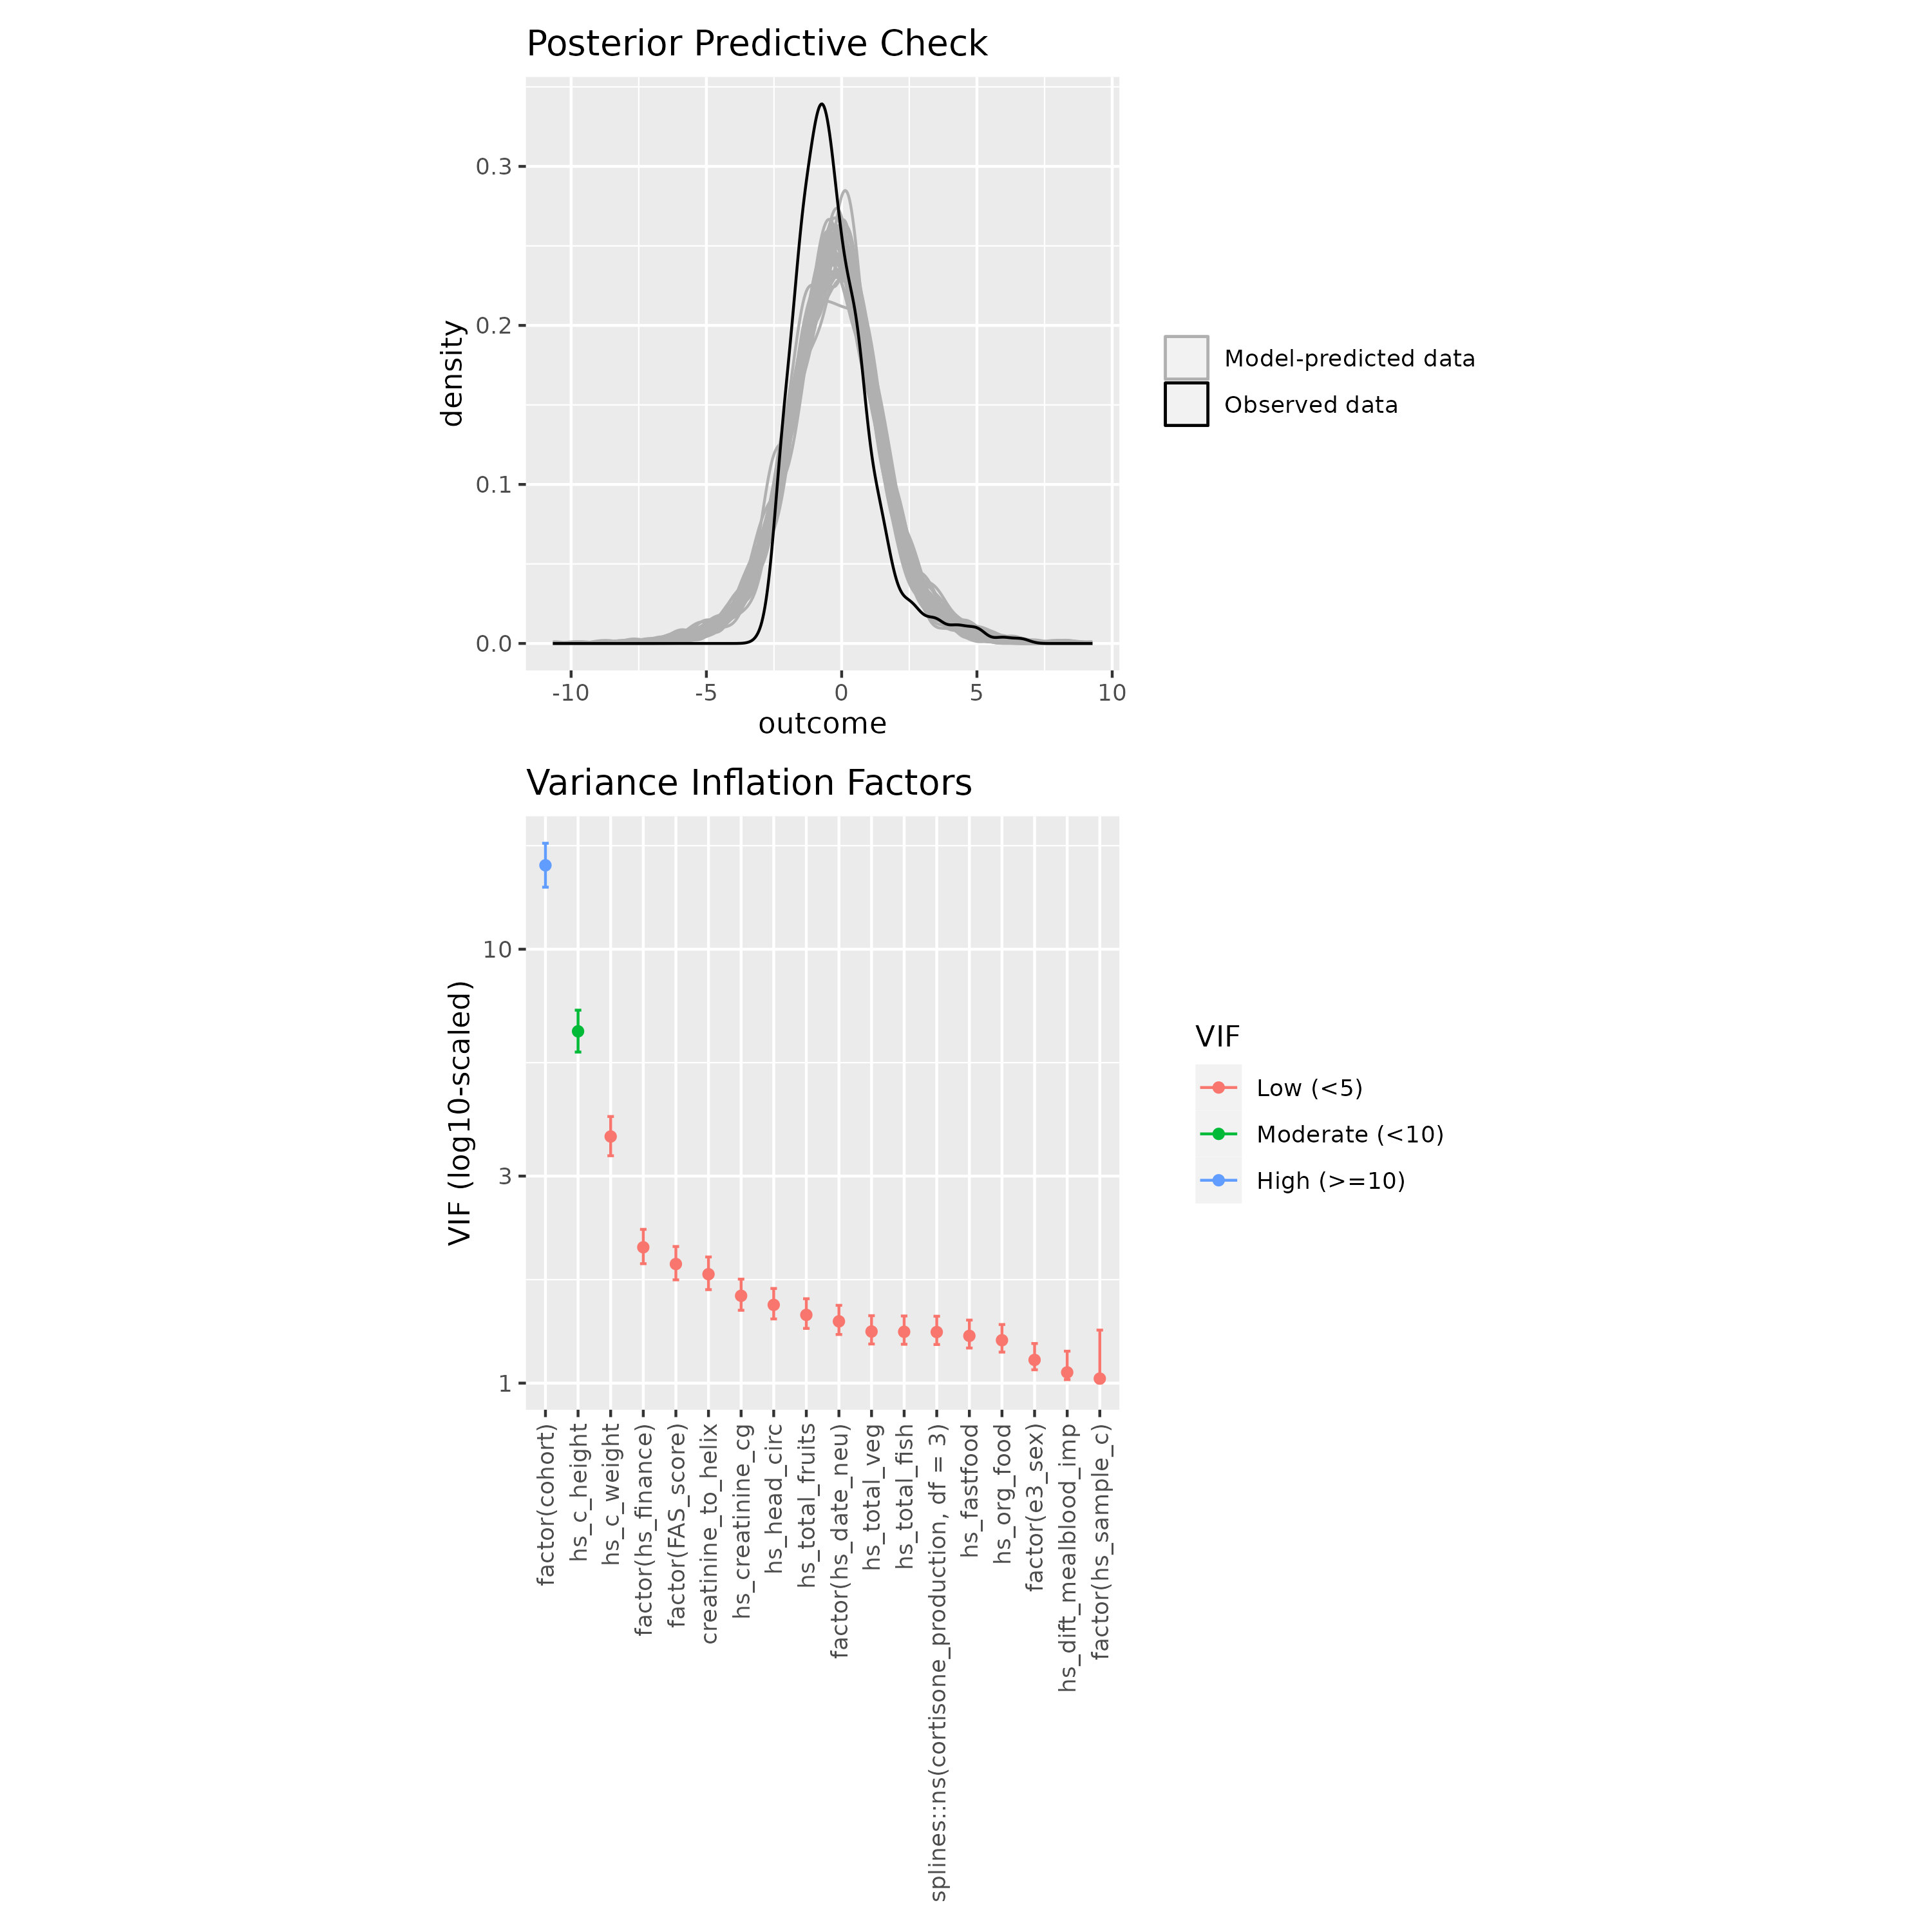 Posterior Predictive Check
density
0.3
0.2
0.1
0.0
-10
-5
0
5
10
outcome
Model-predicted data
Observed data
Variance Inflation Factors
VIF (log10-scaled)
10
3
1
factor(cohort)
hs_c_height
hs_c_weight
factor(hs_finance)
factor(FAS_score)
creatinine_to_helix
hs_creatinine_cg
hs_head_circ
hs_total_fruits
factor(hs_date_neu)
hs_total_veg
hs_total_fish
splines::ns(cortisone_production, df = 3)
hs_fastfood
hs_org_food
factor(e3_sex)
hs_dift_mealblood_imp
factor(hs_sample_c)
VIF
Low (<5)
Moderate (<10)
High (>=10)